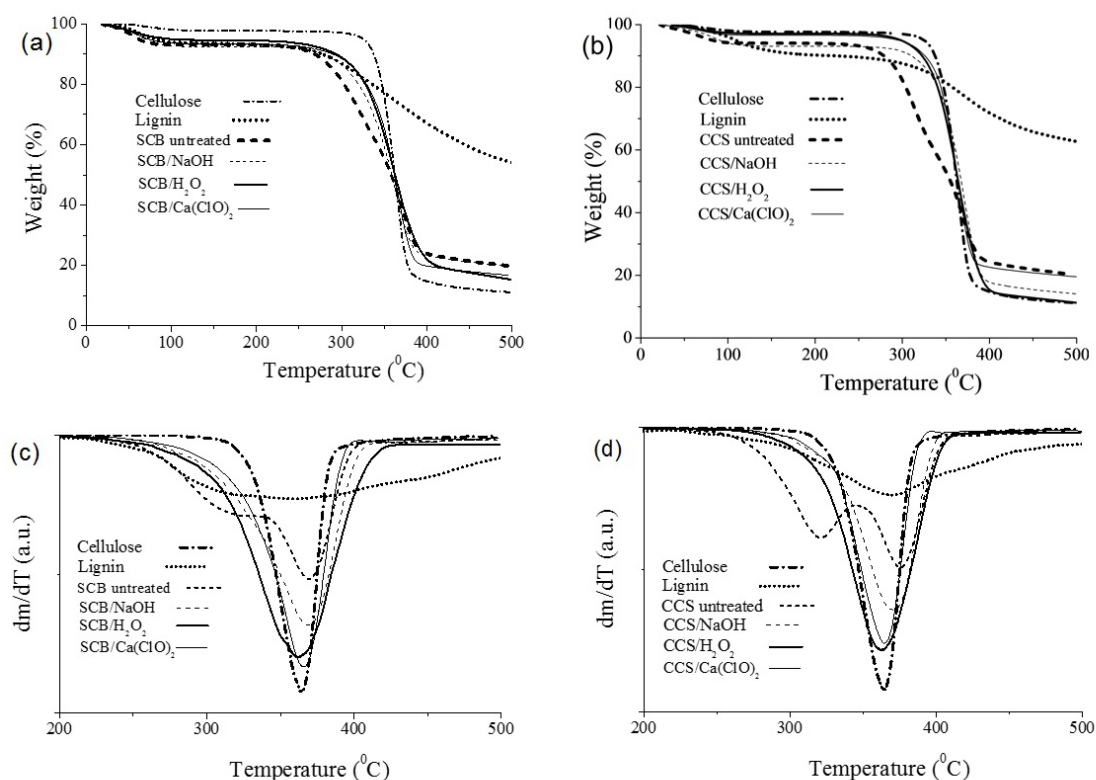 (a)
100
80
60
40
20
0
Weight (%)
Cellulose
Lignin
SCB untreated
SCB/NaOH
SCB/H₂O₂
SCB/Ca(ClO)₂
0 100 200 300 400 500
Temperature (⁰C)
(b)
100
80
60
40
20
0
Weight (%)
Cellulose
Lignin
CCS untreated
CCS/NaOH
CCS/H₂O₂
CCS/Ca(ClO)₂
0 100 200 300 400 500
Temperature (⁰C)
(c)
dm/dT (a.u.)
Cellulose
Lignin
SCB untreated
SCB/NaOH
SCB/H₂O₂
SCB/Ca(ClO)₂
200 300 400 500
Temperature (⁰C)
(d)
dm/dT (a.u.)
Cellulose
Lignin
CCS untreated
CCS/NaOH
CCS/H₂O₂
CCS/Ca(ClO)₂
200 300 400 500
Temperature (⁰C)